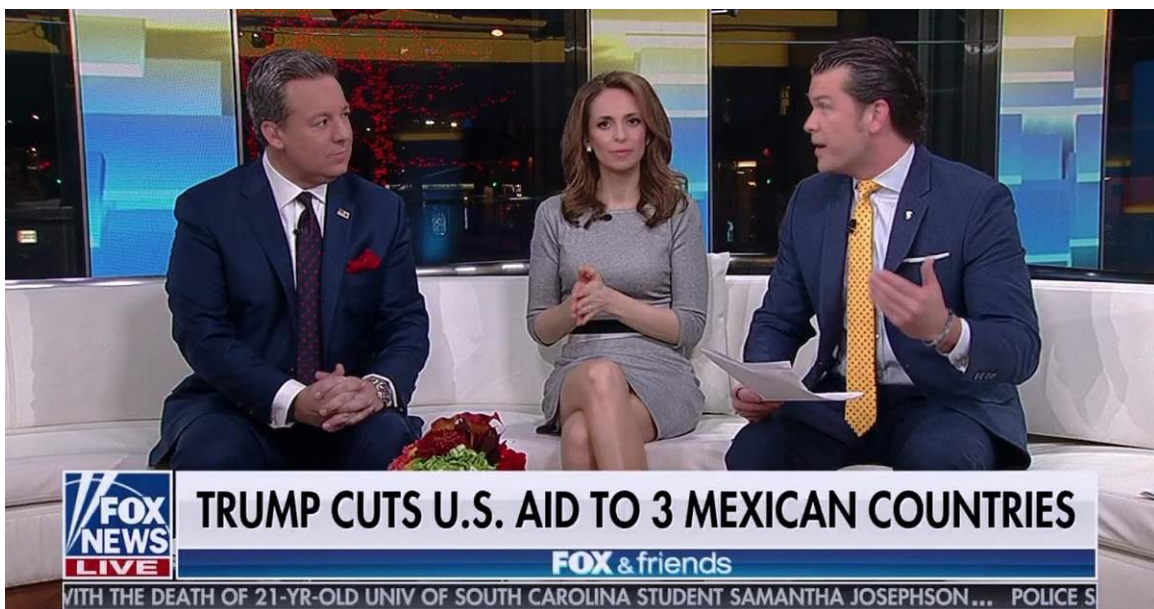 FOX
NEWS
LIVE
TRUMP CUTS U.S. AID TO 3 MEXICAN COUNTRIES
FOX & friends
WITH THE DEATH OF 21-YR-OLD UNIV OF SOUTH CAROLINA STUDENT SAMANTHA JOSEPHSON... POLICE S